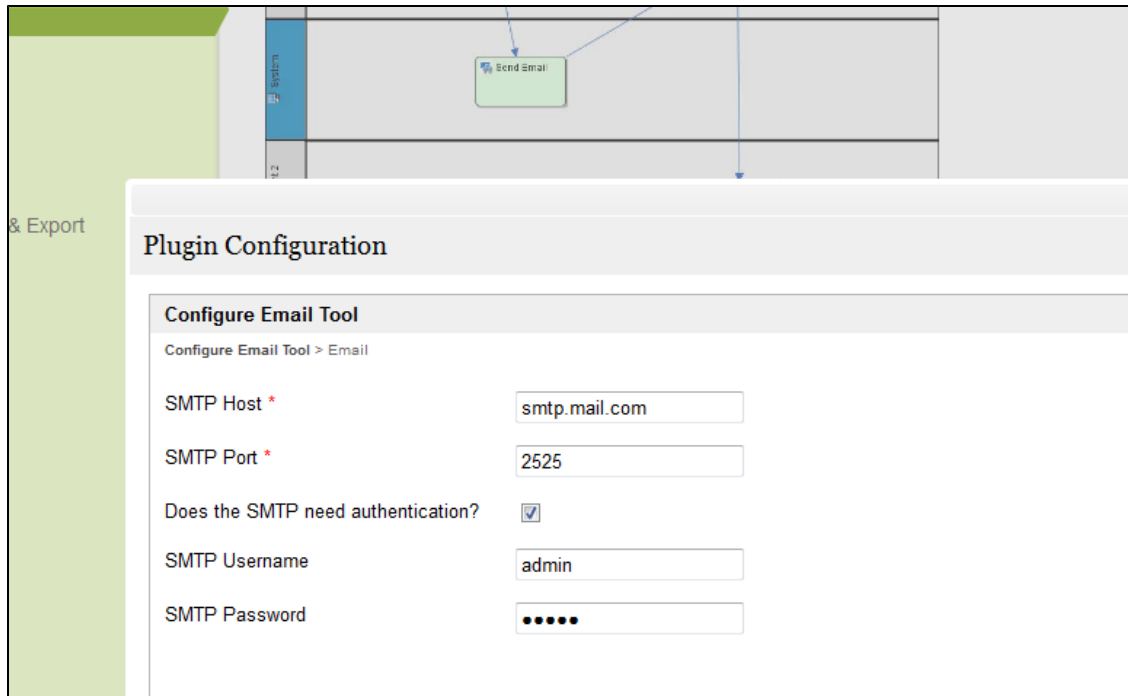 System
Send Email
& Export
Plugin Configuration
Configure Email Tool
Configure Email Tool > Email
SMTP Host *
smtp.mail.com
SMTP Port *
2525
Does the SMTP need authentication?
SMTP Username
admin
SMTP Password
•••••